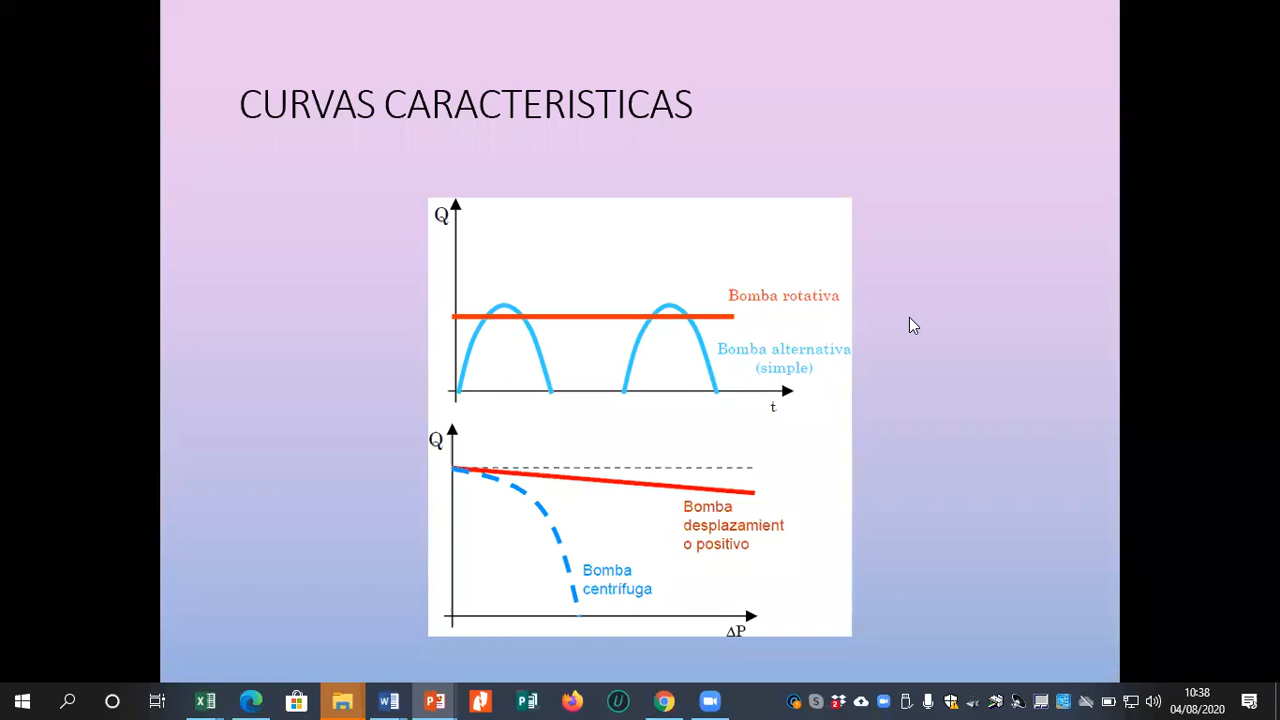 CURVAS CARACTERISTICAS
Q
Bomba rotativa
Bomba alternativa
(simple)
t
Q
Bomba
desplazamient
o positivo
Bomba
centrífuga
ΔP
10:38
04/08/2020